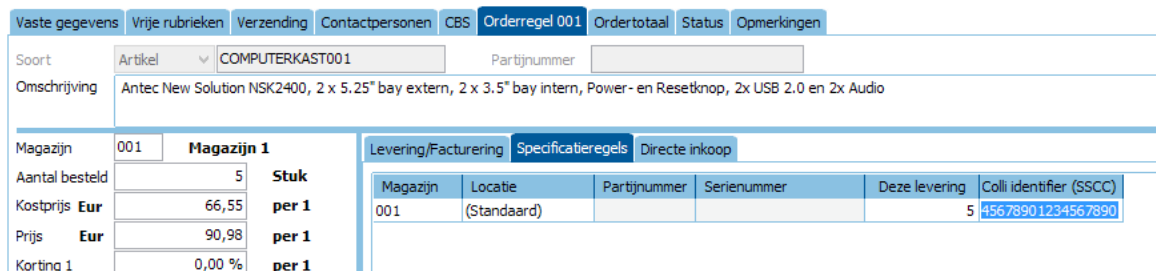 Vaste gegevens Vrije rubrieken Verzending Contactpersonen CBS Orderregel 001 Ordertotaal Status Opmerkingen
Soort Artikel COMPUTERKAST001 Partijnummer
Omschrijving Antec New Solution NSK2400, 2 x 5.25" bay extern, 2 x 3.5" bay intern, Power- en Resetknop, 2x USB 2.0 en 2x Audio
Magazijn 001 Magazijn 1
Aantal besteld 5 Stuk
Kostprijs Eur 66,55 per 1
Prijs Eur 90,98 per 1
Korting 1 0,00 % per 1
Levering/Facturering Specificatieregels Directe inkoop
Magazijn Locatie Partijnummer Serienummer Deze levering Colli identifier (SSCC)
001 (Standaard) 5 45678901234567890